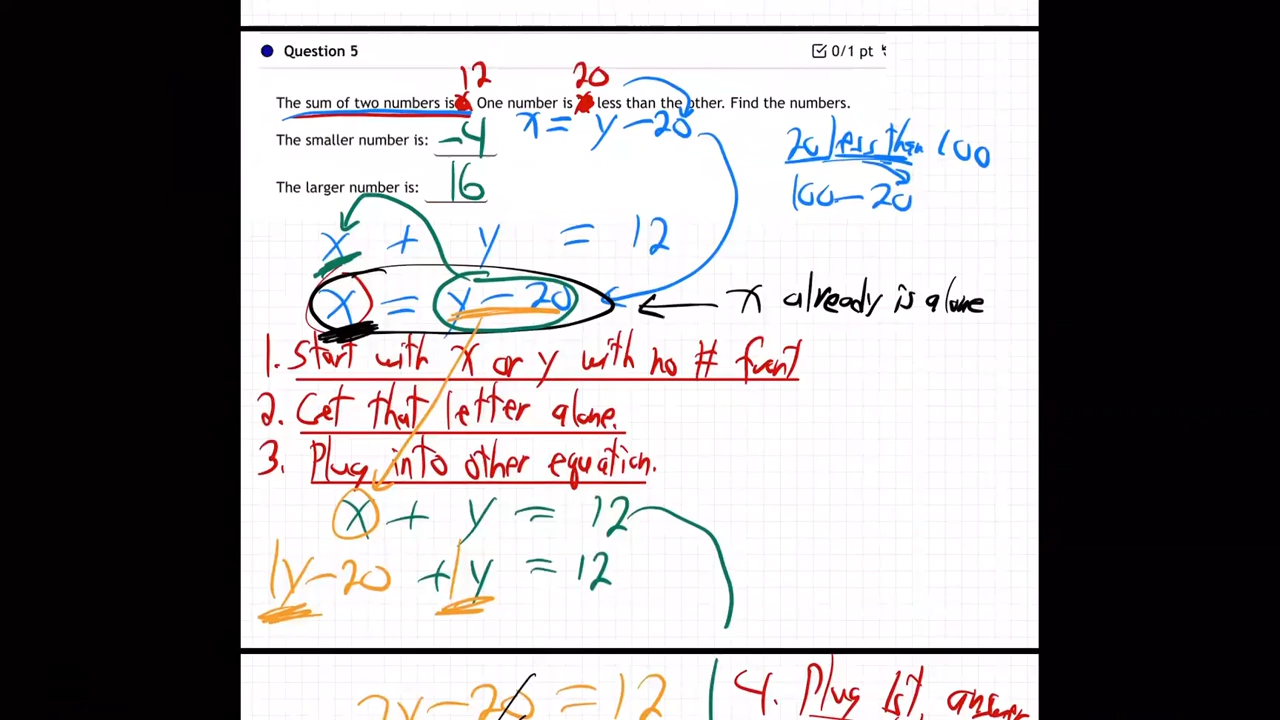 Question 5
0/1 pt
12 20
The sum of two numbers is One number is less than the other. Find the numbers.
x = y - 20
The smaller number is: -4
20 less than 100
The larger number is: 16
100 - 20
x + y = 12
x = y - 20 x already is alone
1. Start with x or y with no # front
2. Get that letter alone.
3. Plug into other equation.
x + y = 12
1y - 20 + 1y = 12
2y - 20 = 12
4. Plug 1st answer